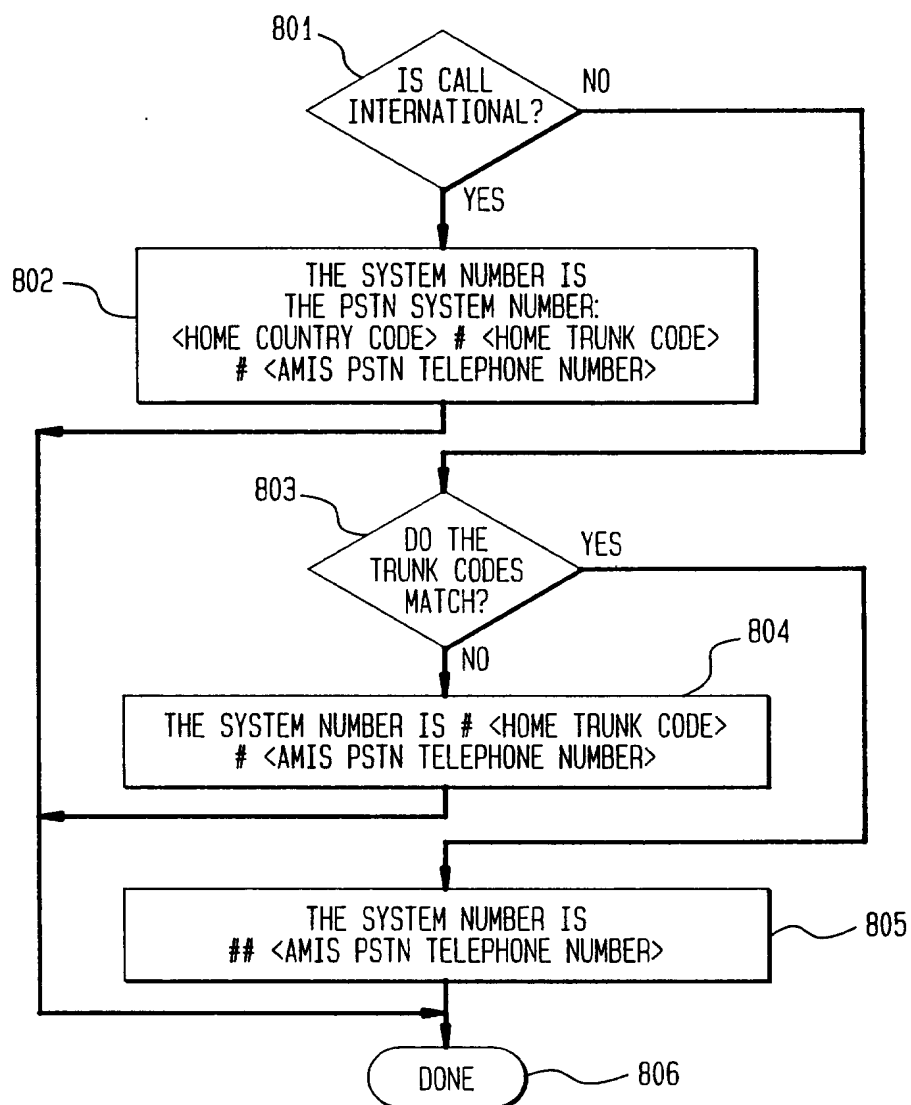 801
IS CALL
INTERNATIONAL?
NO
YES
802
THE SYSTEM NUMBER IS
THE PSTN SYSTEM NUMBER:
<HOME COUNTRY CODE> # <HOME TRUNK CODE>
# <AMIS PSTN TELEPHONE NUMBER>
803
DO THE
TRUNK CODES
MATCH?
YES
NO
804
THE SYSTEM NUMBER IS # <HOME TRUNK CODE>
# <AMIS PSTN TELEPHONE NUMBER>
THE SYSTEM NUMBER IS
## <AMIS PSTN TELEPHONE NUMBER>
805
DONE
806